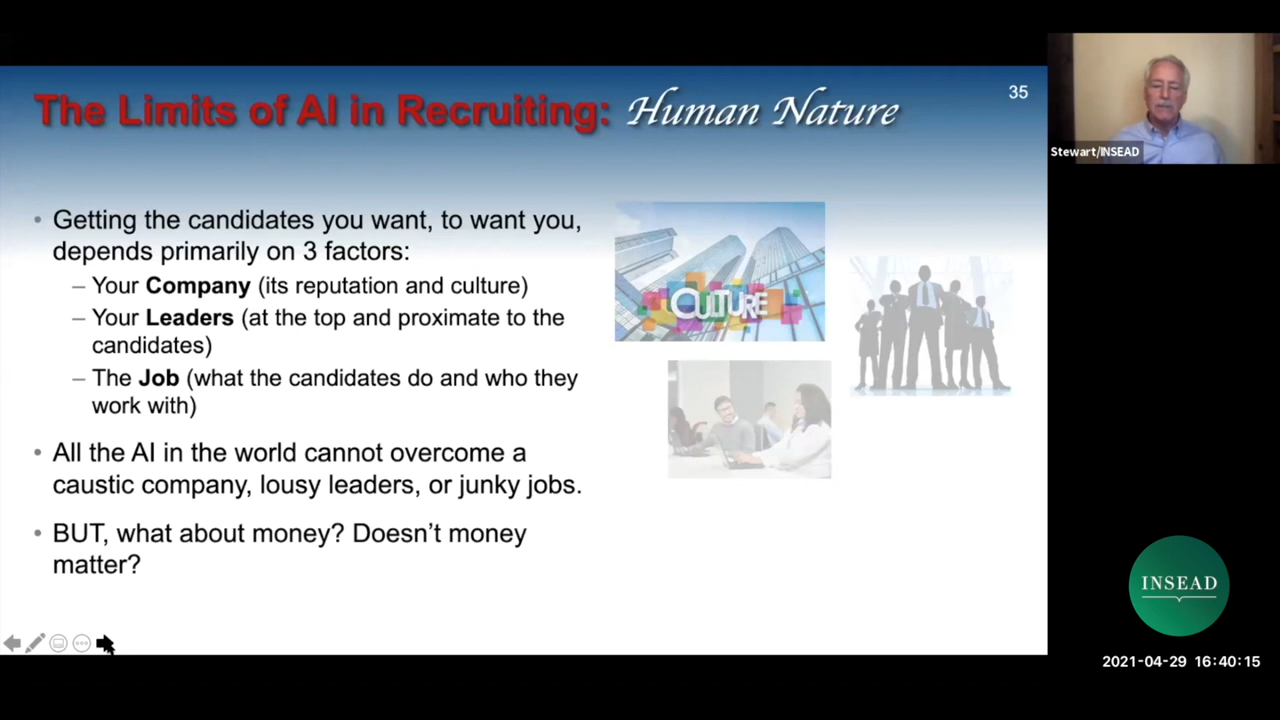 The Limits of AI in Recruiting: Human Nature
35
Stewart/INSEAD
• Getting the candidates you want, to want you,
depends primarily on 3 factors:
– Your Company (its reputation and culture)
– Your Leaders (at the top and proximate to the
candidates)
– The Job (what the candidates do and who they
work with)
• All the AI in the world cannot overcome a
caustic company, lousy leaders, or junky jobs.
• BUT, what about money? Doesn’t money
matter?
CULTURE
INSEAD
2021-04-29 16:40:15